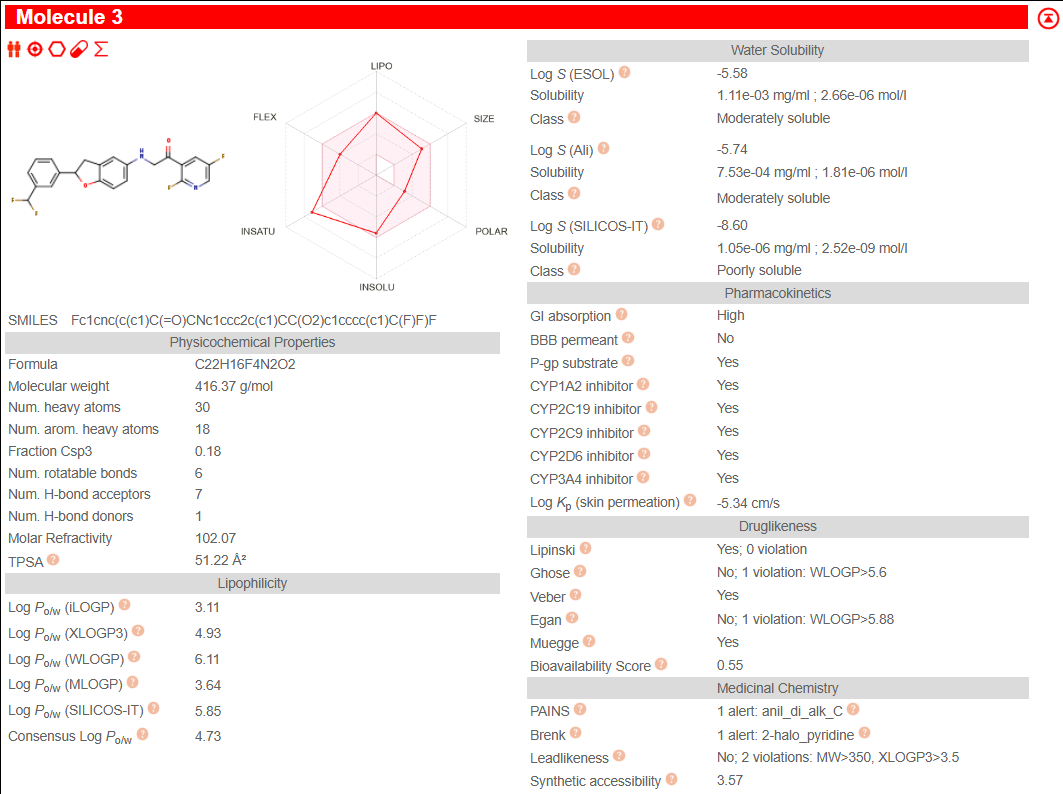 Molecule 3
LIPO
FLEX
SIZE
INSATU
POLAR
INSOLU
H
N
O
F
F
N
O
F
F
SMILES Fc1cnc(c(c1)C(=O)CNc1ccc2c(c1)CC(O2)c1cccc(c1)C(F)F)F
Physicochemical Properties
Formula C22H16F4N2O2
Molecular weight 416.37 g/mol
Num. heavy atoms 30
Num. arom. heavy atoms 18
Fraction Csp3 0.18
Num. rotatable bonds 6
Num. H-bond acceptors 7
Num. H-bond donors 1
Molar Refractivity 102.07
TPSA ? 51.22 Å²
Lipophilicity
Log Po/w (iLOGP) ? 3.11
Log Po/w (XLOGP3) ? 4.93
Log Po/w (WLOGP) ? 6.11
Log Po/w (MLOGP) ? 3.64
Log Po/w (SILICOS-IT) ? 5.85
Consensus Log Po/w ? 4.73
Water Solubility
Log S (ESOL) ? -5.58
Solubility 1.11e-03 mg/ml ; 2.66e-06 mol/l
Class ? Moderately soluble
Log S (Ali) ? -5.74
Solubility 7.53e-04 mg/ml ; 1.81e-06 mol/l
Class ? Moderately soluble
Log S (SILICOS-IT) ? -8.60
Solubility 1.05e-06 mg/ml ; 2.52e-09 mol/l
Class ? Poorly soluble
Pharmacokinetics
GI absorption ? High
BBB permeant ? No
P-gp substrate ? Yes
CYP1A2 inhibitor ? Yes
CYP2C19 inhibitor ? Yes
CYP2C9 inhibitor ? Yes
CYP2D6 inhibitor ? Yes
CYP3A4 inhibitor ? Yes
Log Kp (skin permeation) ? -5.34 cm/s
Druglikeness
Lipinski ? Yes; 0 violation
Ghose ? No; 1 violation: WLOGP>5.6
Veber ? Yes
Egan ? No; 1 violation: WLOGP>5.88
Muegge ? Yes
Bioavailability Score ? 0.55
Medicinal Chemistry
PAINS ? 1 alert: anil_di_alk_C ?
Brenk ? 1 alert: 2-halo_pyridine ?
Leadlikeness ? No; 2 violations: MW>350, XLOGP3>3.5
Synthetic accessibility ? 3.57